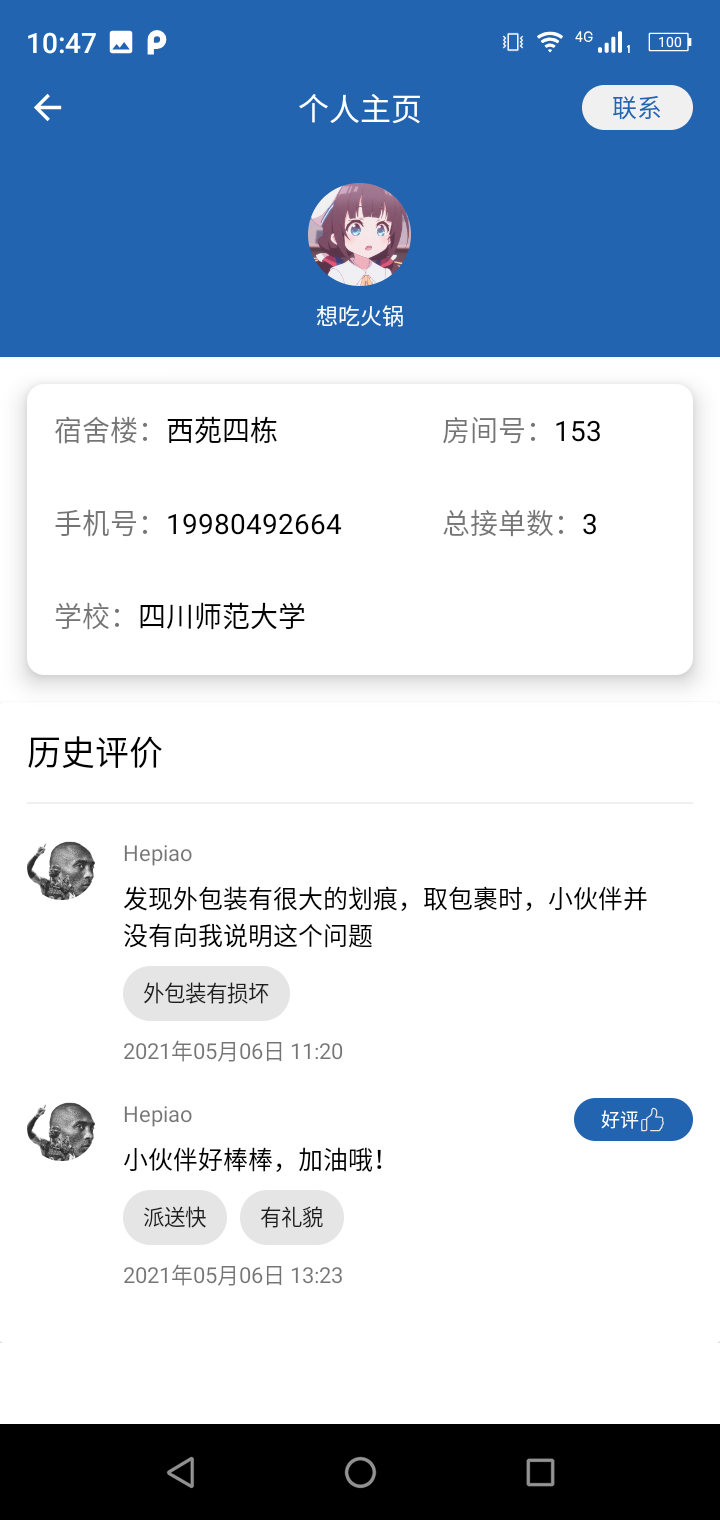 10:47
4G
1
100
个人主页
联系
想吃火锅
宿舍楼：西苑四栋
房间号：153
手机号：19980492664
总接单数：3
学校：四川师范大学
历史评价
Hepiao
发现外包装有很大的划痕，取包裹时，小伙伴并
没有向我说明这个问题
外包装有损坏
2021年05月06日 11:20
Hepiao
好评
小伙伴好棒棒，加油哦！
派送快
有礼貌
2021年05月06日 13:23